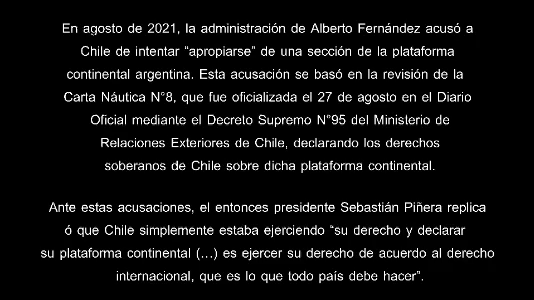 En agosto de 2021, la administración de Alberto Fernández acusó a
Chile de intentar “apropiarse” de una sección de la plataforma
continental argentina. Esta acusación se basó en la revisión de la
Carta Náutica N°8, que fue oficializada el 27 de agosto en el Diario
Oficial mediante el Decreto Supremo N°95 del Ministerio de
Relaciones Exteriores de Chile, declarando los derechos
soberanos de Chile sobre dicha plataforma continental.
Ante estas acusaciones, el entonces presidente Sebastián Piñera replica
ó que Chile simplemente estaba ejerciendo “su derecho y declarar
su plataforma continental (…) es ejercer su derecho de acuerdo al derecho
internacional, que es lo que todo país debe hacer”.